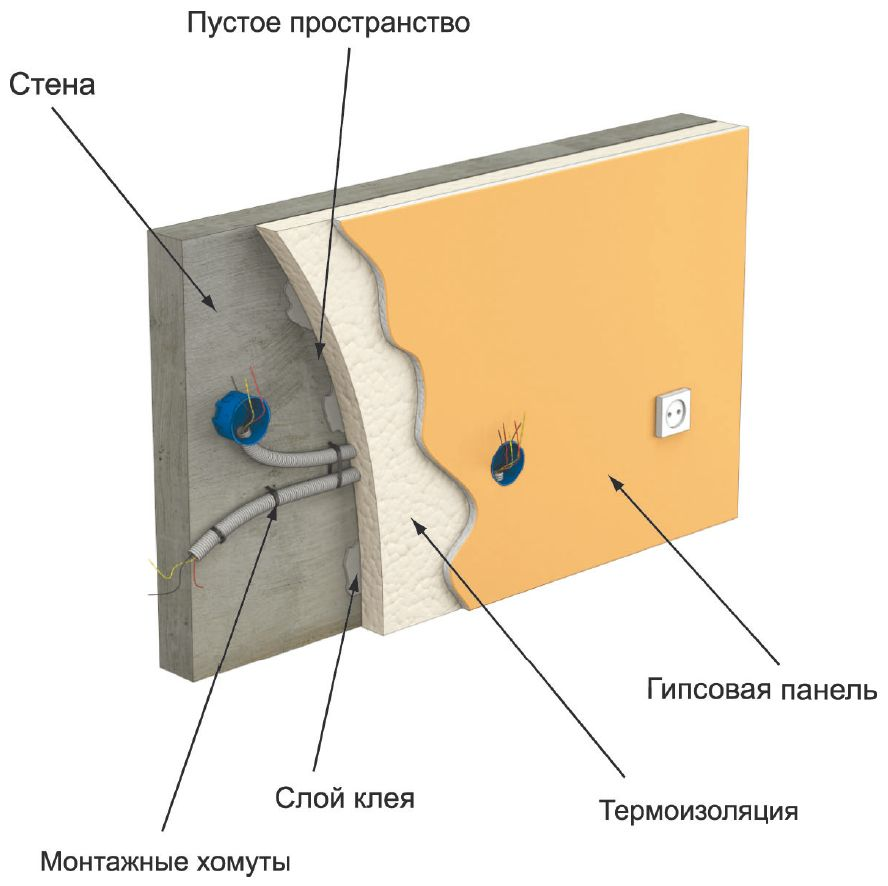 Пустое пространство
Стена
Гипсовая панель
Слой клея
Термоизоляция
Монтажные хомуты